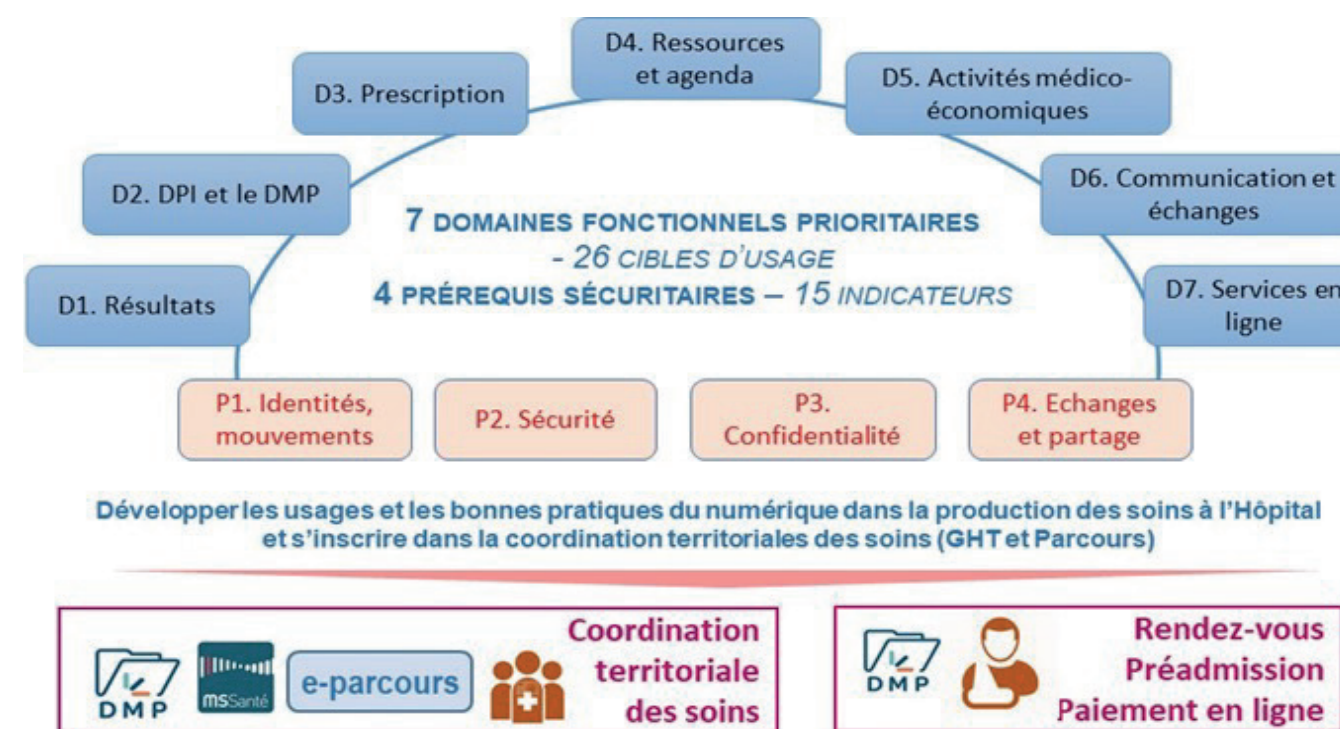 D4. Ressources
et agenda
D3. Prescription
D5. Activités médico-
économiques
D2. DPI et le DMP
D6. Communication et
échanges
D1. Résultats
D7. Services en
ligne
7 DOMAINES FONCTIONNELS PRIORITAIRES
- 26 CIBLES D'USAGE
4 PRÉREQUIS SÉCURITAIRES – 15 INDICATEURS
P1. Identités,
mouvements
P2. Sécurité
P3.
Confidentialité
P4. Echanges
et partage
Développer les usages et les bonnes pratiques du numérique dans la production des soins à l'Hôpital
et s'inscrire dans la coordination territoriales des soins (GHT et Parcours)
DMP
MSSanté
e-parcours
Coordination
territoriale
des soins
DMP
Rendez-vous
Préadmission
Paiement en ligne